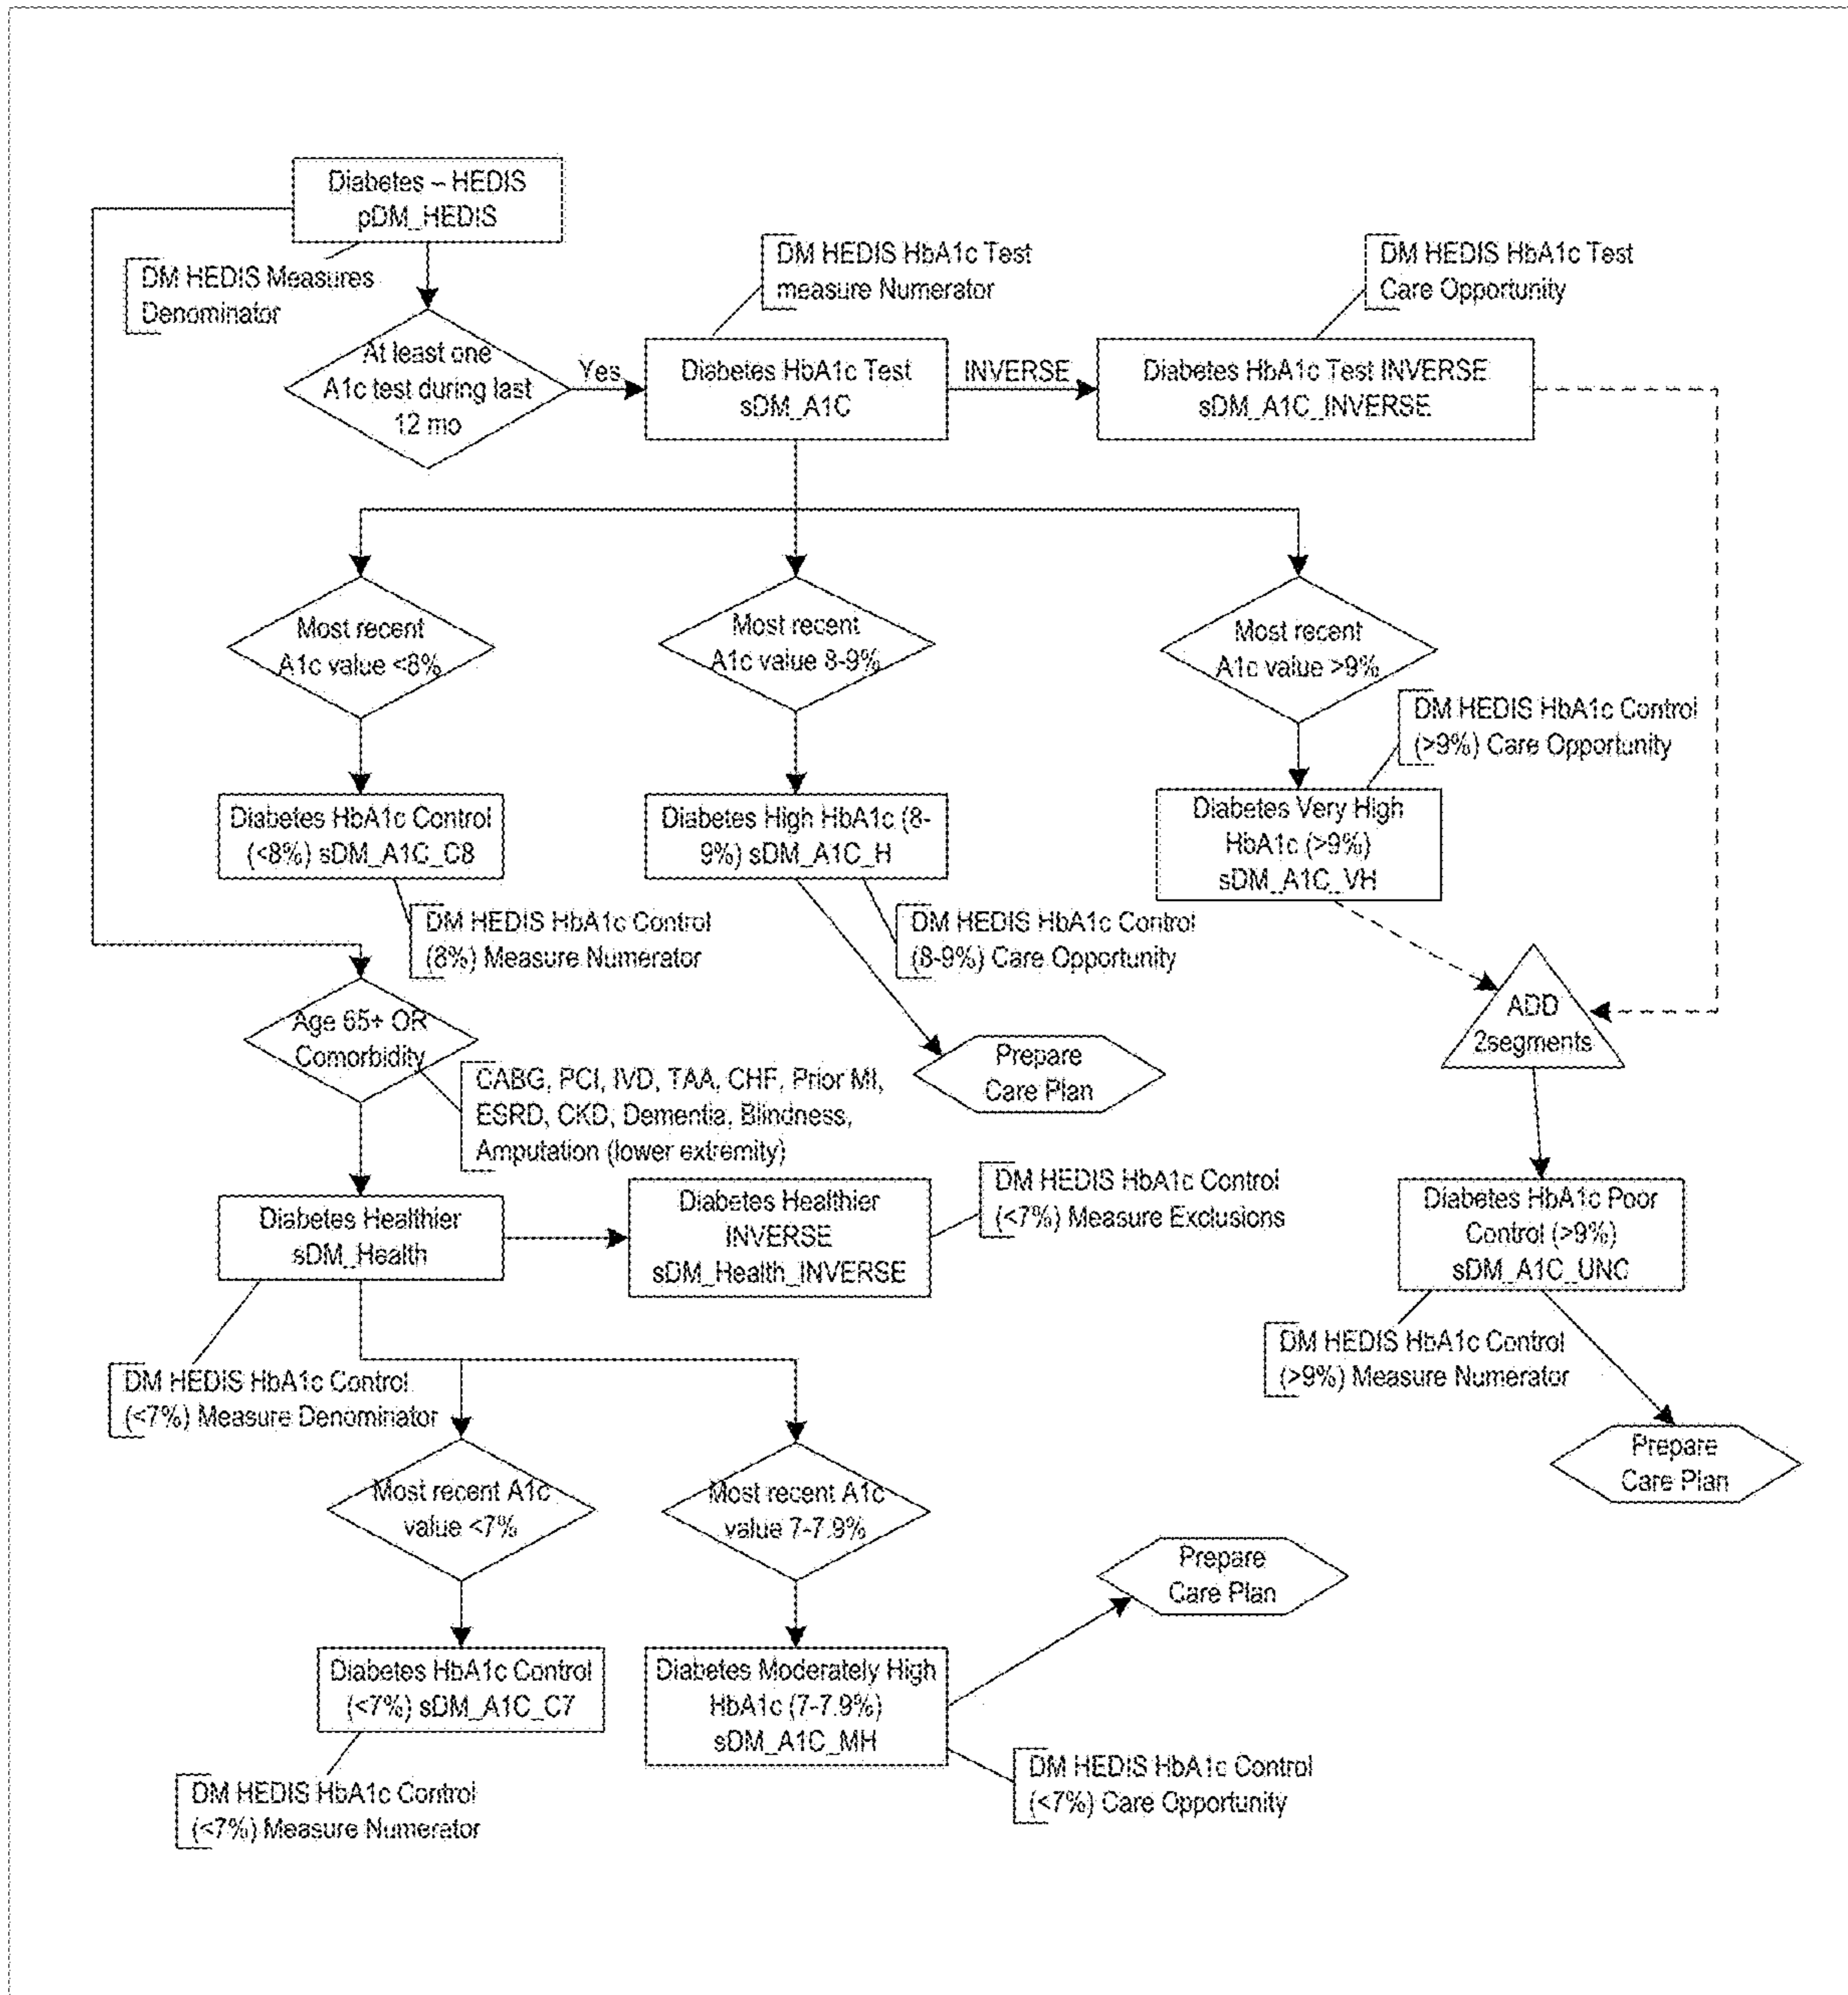 Diabetes – HEDIS
pDM_HEDIS
DM HEDIS Measures
Denominator
At least one
A1c test during last
12 mo
Yes
DM HEDIS HbA1c Test
measure Numerator
Diabetes HbA1c Test
sDM_A1C
INVERSE
DM HEDIS HbA1c Test
Care Opportunity
Diabetes HbA1c Test INVERSE
sDM_A1C_INVERSE
Most recent
A1c value <8%
Most recent
A1c value 8-9%
Most recent
A1c value >9%
DM HEDIS HbA1c Control
(>9%) Care Opportunity
Diabetes HbA1c Control
(<8%) sDM_A1C_C8
Diabetes High HbA1c (8-
9%) sDM_A1C_H
Diabetes Very High
HbA1c (>9%)
sDM_A1C_VH
DM HEDIS HbA1c Control
(8%) Measure Numerator
DM HEDIS HbA1c Control
(8-9%) Care Opportunity
Age 65+ OR
Comorbidity
CABG, PCI, IVD, TAA, CHF, Prior MI,
ESRD, CKD, Dementia, Blindness,
Amputation (lower extremity)
Prepare
Care Plan
ADD
2segments
Diabetes Healthier
sDM_Health
Diabetes Healthier
INVERSE
sDM_Health_INVERSE
DM HEDIS HbA1c Control
(<7%) Measure Exclusions
Diabetes HbA1c Poor
Control (>9%)
sDM_A1C_UNC
DM HEDIS HbA1c Control
(>9%) Measure Numerator
Prepare
Care Plan
DM HEDIS HbA1c Control
(<7%) Measure Denominator
Most recent A1c
value <7%
Most recent A1c
value 7-7.9%
Prepare
Care Plan
Diabetes HbA1c Control
(<7%) sDM_A1C_C7
Diabetes Moderately High
HbA1c (7-7.9%)
sDM_A1C_MH
DM HEDIS HbA1c Control
(<7%) Measure Numerator
DM HEDIS HbA1c Control
(<7%) Care Opportunity